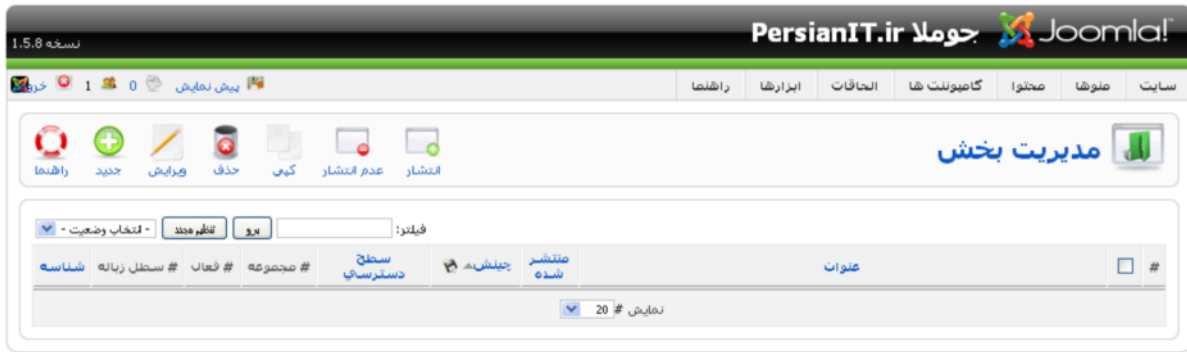 Joomla! جوملا PersianIT.ir
نسخه 1.5.8
سایت منوها محتوا کامپوننت ها الحاقات ابزارها راهنما
پیش نمایش 0 1 خروج
مدیریت بخش
انتشار عدم انتشار کپی حذف ویرایش جدید راهنما
فیلتر: برو تنظیم مجدد - انتخاب وضعیت -
# عنوان منتشر شده چینش سطح دسترسي # مجموعه # فعال # سطل زباله شناسه
نمایش # 20